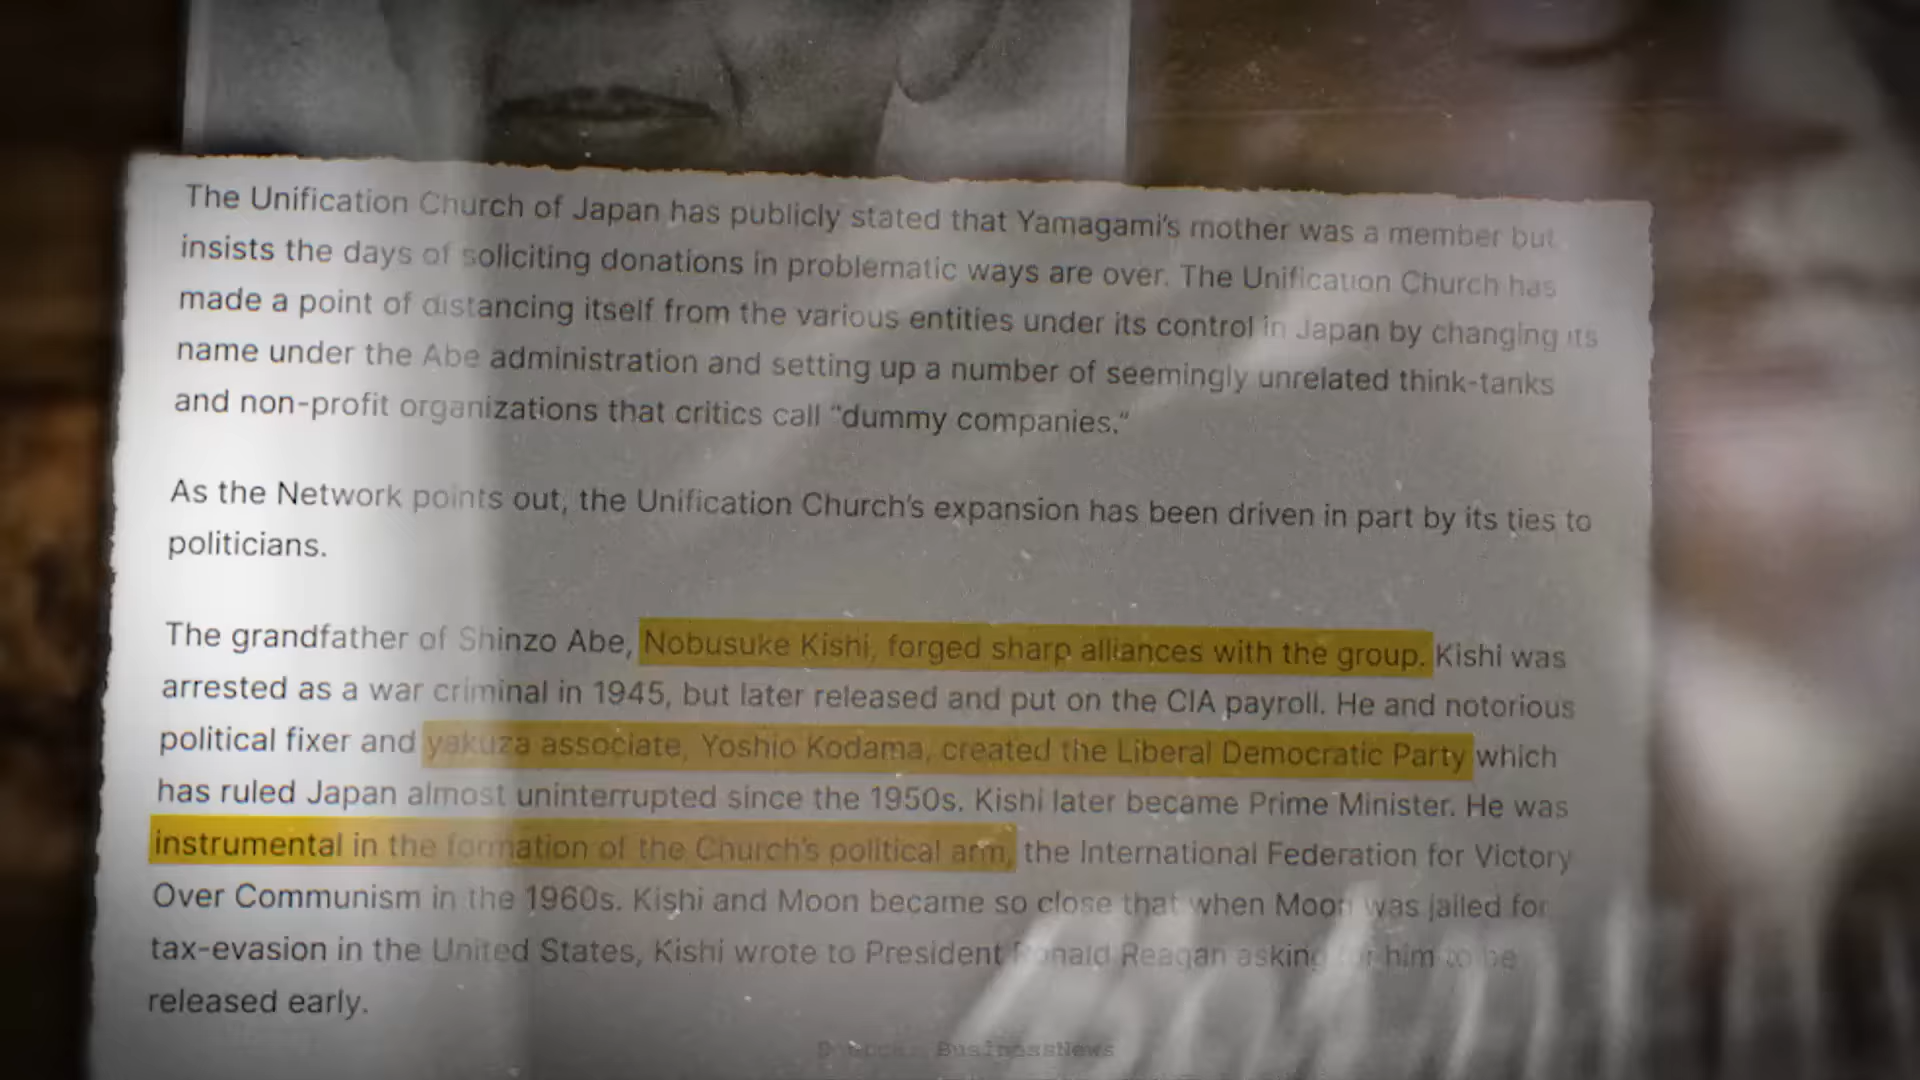 The Unification Church of Japan has publicly stated that Yamagami's mother was a member but
insists the days of soliciting donations in problematic ways are over. The Unification Church has
made a point of distancing itself from the various entities under its control in Japan by changing its
name under the Abe administration and setting up a number of seemingly unrelated think-tanks
and non-profit organizations that critics call "dummy companies."
As the Network points out, the Unification Church's expansion has been driven in part by its ties to
politicians.
The grandfather of Shinzo Abe, Nobusuke Kishi, forged sharp alliances with the group. Kishi was
arrested as a war criminal in 1945, but later released and put on the CIA payroll. He and notorious
political fixer and yakuza associate, Yoshio Kodama, created the Liberal Democratic Party which
has ruled Japan almost uninterrupted since the 1950s. Kishi later became Prime Minister. He was
instrumental in the formation of the Church's political arm, the International Federation for Victory
Over Communism in the 1960s. Kishi and Moon became so close that when Moon was jailed for
tax-evasion in the United States, Kishi wrote to President Ronald Reagan asking for him to be
released early.
BusinessNews